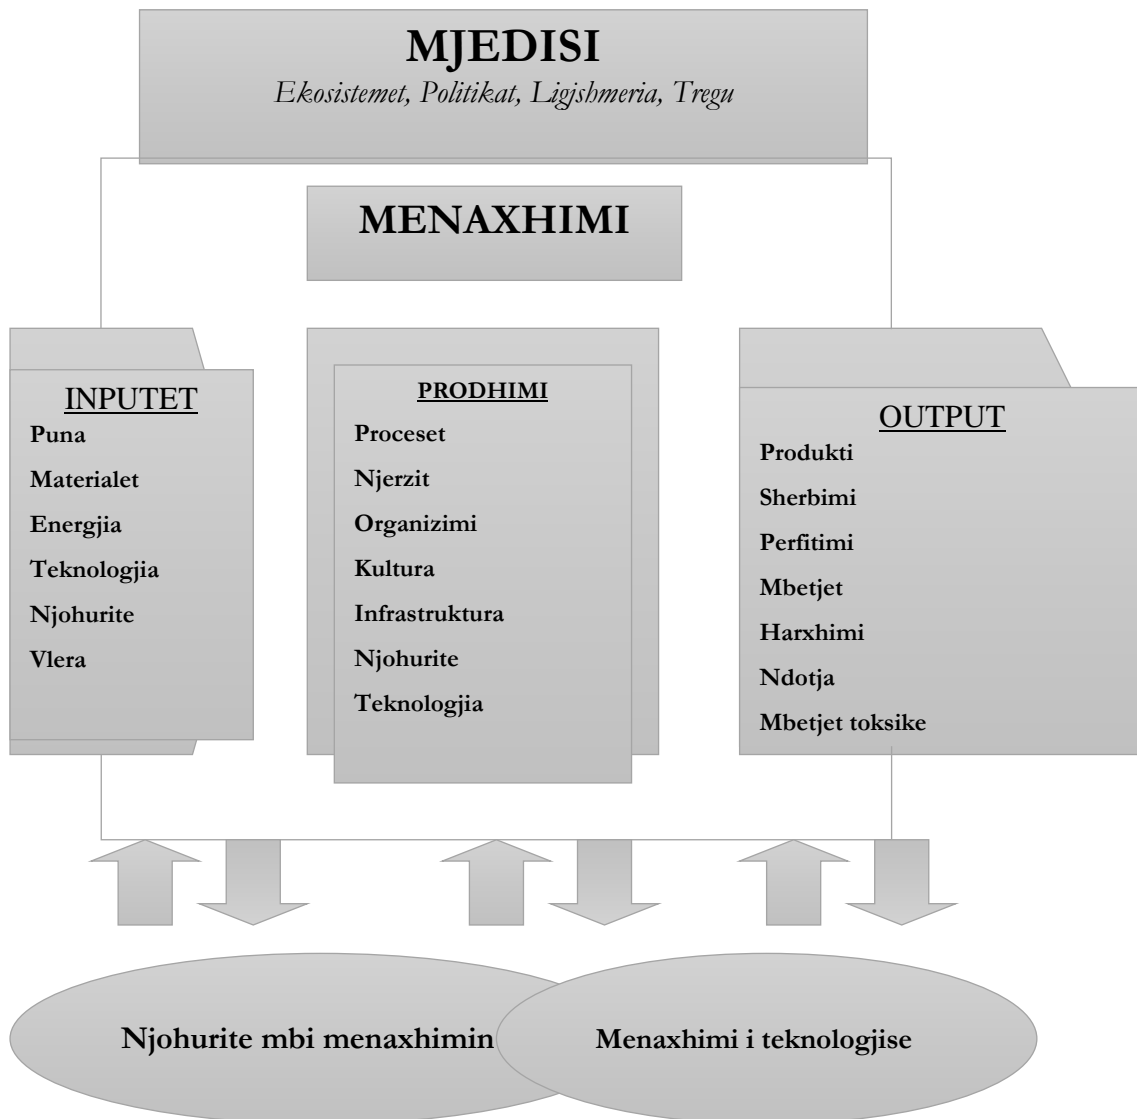 MJEDISI
Ekosistemet, Politikat, Ligjshmeria, Tregu
MENAXHIMI
INPUTET
Puna
Materialet
Energjia
Teknologjia
Njohurite
Vlera
PRODHIMI
Proceset
Njerzit
Organizimi
Kultura
Infrastruktura
Njohurite
Teknologjia
OUTPUT
Produkti
Sherbimi
Perfitimi
Mbetjet
Harxhimi
Ndotja
Mbetjet toksike
Njohurite mbi menaxhimin
Menaxhimi i teknologjise